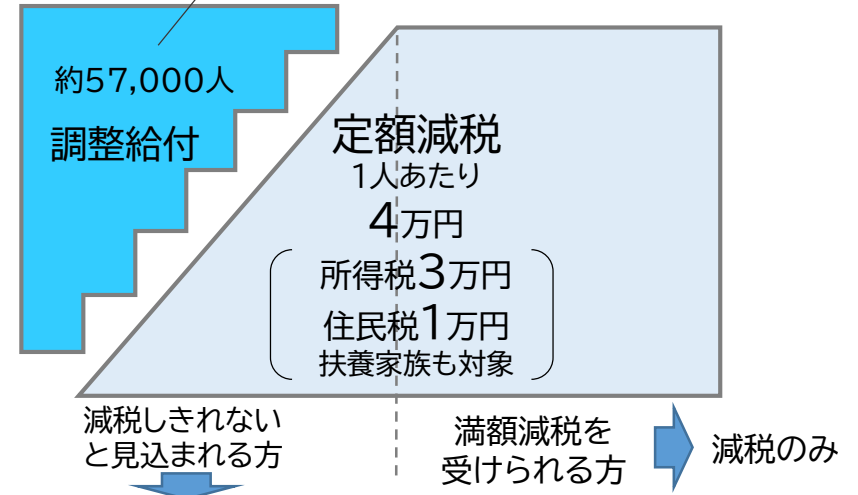 約57,000人
調整給付
定額減税
1人あたり
4万円
所得税3万円
住民税1万円
扶養家族も対象
減税しきれない
と見込まれる方
満額減税を
受けられる方
減税のみ